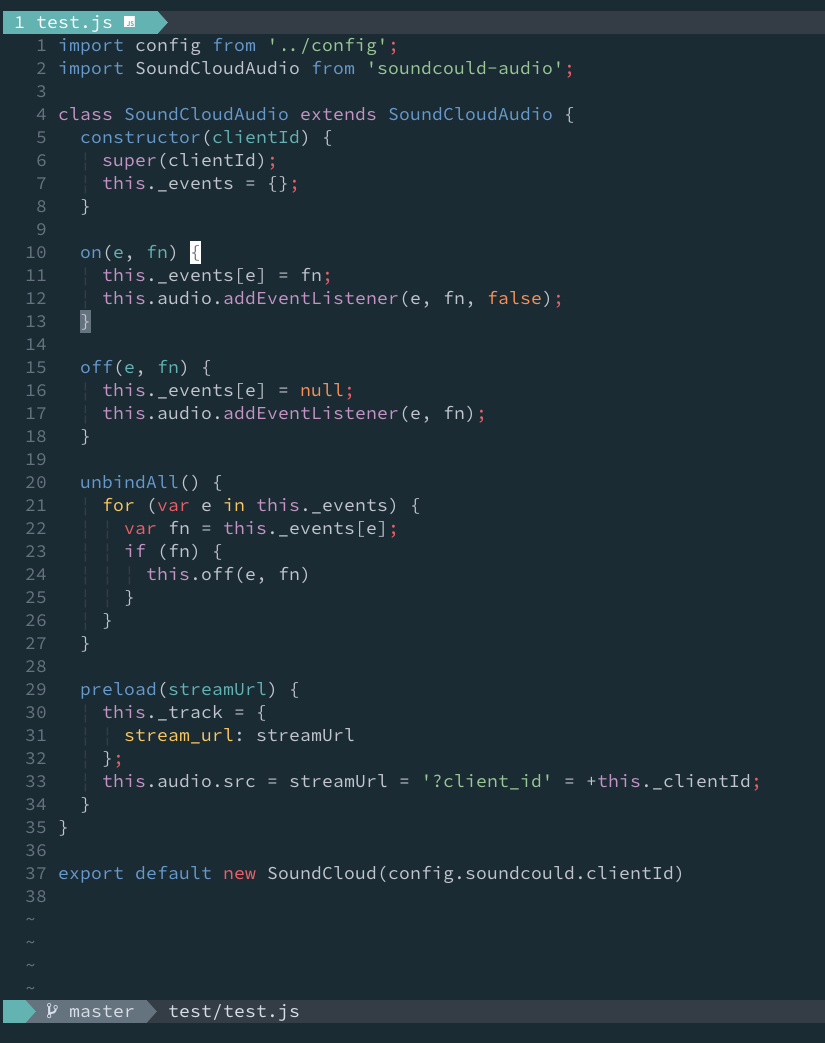 1 test.js JS
1 import config from '../config';
2 import SoundCloudAudio from 'soundcould-audio';
3
4 class SoundCloudAudio extends SoundCloudAudio {
5   constructor(clientId) {
6     super(clientId);
7     this._events = {};
8   }
9
10   on(e, fn) {
11     this._events[e] = fn;
12     this.audio.addEventListener(e, fn, false);
13   }
14
15   off(e, fn) {
16     this._events[e] = null;
17     this.audio.addEventListener(e, fn);
18   }
19
20   unbindAll() {
21     for (var e in this._events) {
22       var fn = this._events[e];
23       if (fn) {
24         this.off(e, fn)
25       }
26     }
27   }
28
29   preload(streamUrl) {
30     this._track = {
31       stream_url: streamUrl
32     };
33     this.audio.src = streamUrl = '?client_id' = +this._clientId;
34   }
35 }
36
37 export default new SoundCloud(config.soundcould.clientId)
38
~
~
~
~
master test/test.js